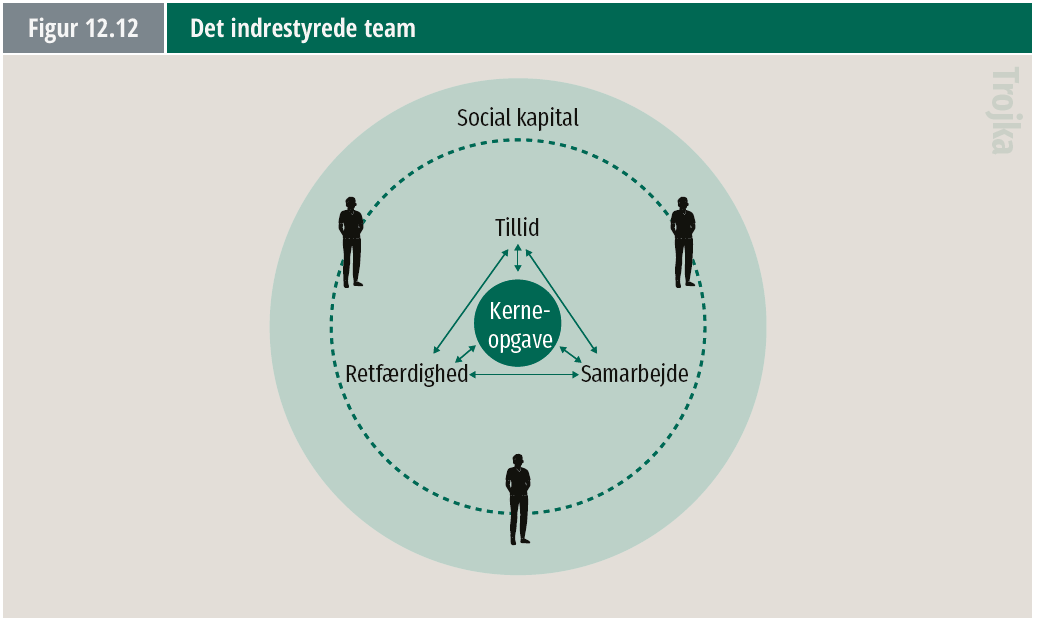 Figur 12.12
Det indrestyrede team
Trojka
Social kapital
Tillid
Kerne-
opgave
Retfærdighed
Samarbejde